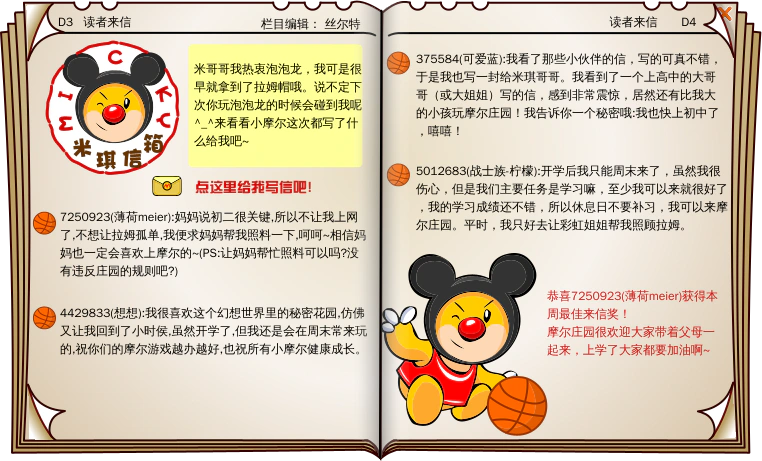 D3 读者来信
栏目编辑： 丝尔特
M I C K Y
米琪信箱
米哥哥我热衷泡泡龙，我可是很
早就拿到了拉姆帽哦。说不定下
次你玩泡泡龙的时候会碰到我呢
^_^来看看小摩尔这次都写了什
么给我吧~
点这里给我写信吧!
7250923(薄荷meier):妈妈说初二很关键,所以不让我上网
了,不想让拉姆孤单,我便求妈妈帮我照料一下,呵呵~相信妈
妈也一定会喜欢上摩尔的~(PS:让妈妈帮忙照料可以吗?没
有违反庄园的规则吧?)
4429833(想想):我很喜欢这个幻想世界里的秘密花园,仿佛
又让我回到了小时侯,虽然开学了,但我还是会在周末常来玩
的,祝你们的摩尔游戏越办越好,也祝所有小摩尔健康成长。
读者来信 D4
375584(可爱蓝):我看了那些小伙伴的信，写的可真不错，
于是我也写一封给米琪哥哥。我看到了一个上高中的大哥
哥（或大姐姐）写的信，感到非常震惊，居然还有比我大
的小孩玩摩尔庄园！我告诉你一个秘密哦:我也快上初中了
，嘻嘻！
5012683(战士族-柠檬):开学后我只能周末来了，虽然我很
伤心，但是我们主要任务是学习嘛，至少我可以来就很好了
，我的学习成绩还不错，所以休息日不要补习，我可以来摩
尔庄园。平时，我只好去让彩虹姐姐帮我照顾拉姆。
恭喜7250923(薄荷meier)获得本
周最佳来信奖！
摩尔庄园很欢迎大家带着父母一
起来，上学了大家都要加油啊~